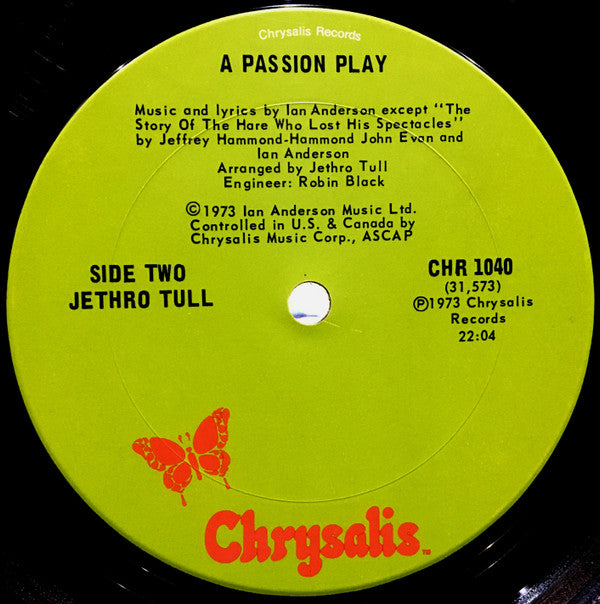 Chrysalis Records
A PASSION PLAY
Music and lyrics by Ian Anderson except "The
Story Of The Hare Who Lost His Spectacles"
by Jeffrey Hammond-Hammond John Evan and
Ian Anderson
Arranged by Jethro Tull
Engineer: Robin Black
©1973 Ian Anderson Music Ltd.
Controlled in U.S. & Canada by
Chrysalis Music Corp., ASCAP
SIDE TWO
JETHRO TULL
CHR 1040
(31,573)
℗1973 Chrysalis
Records
22:04
Chrysalis™